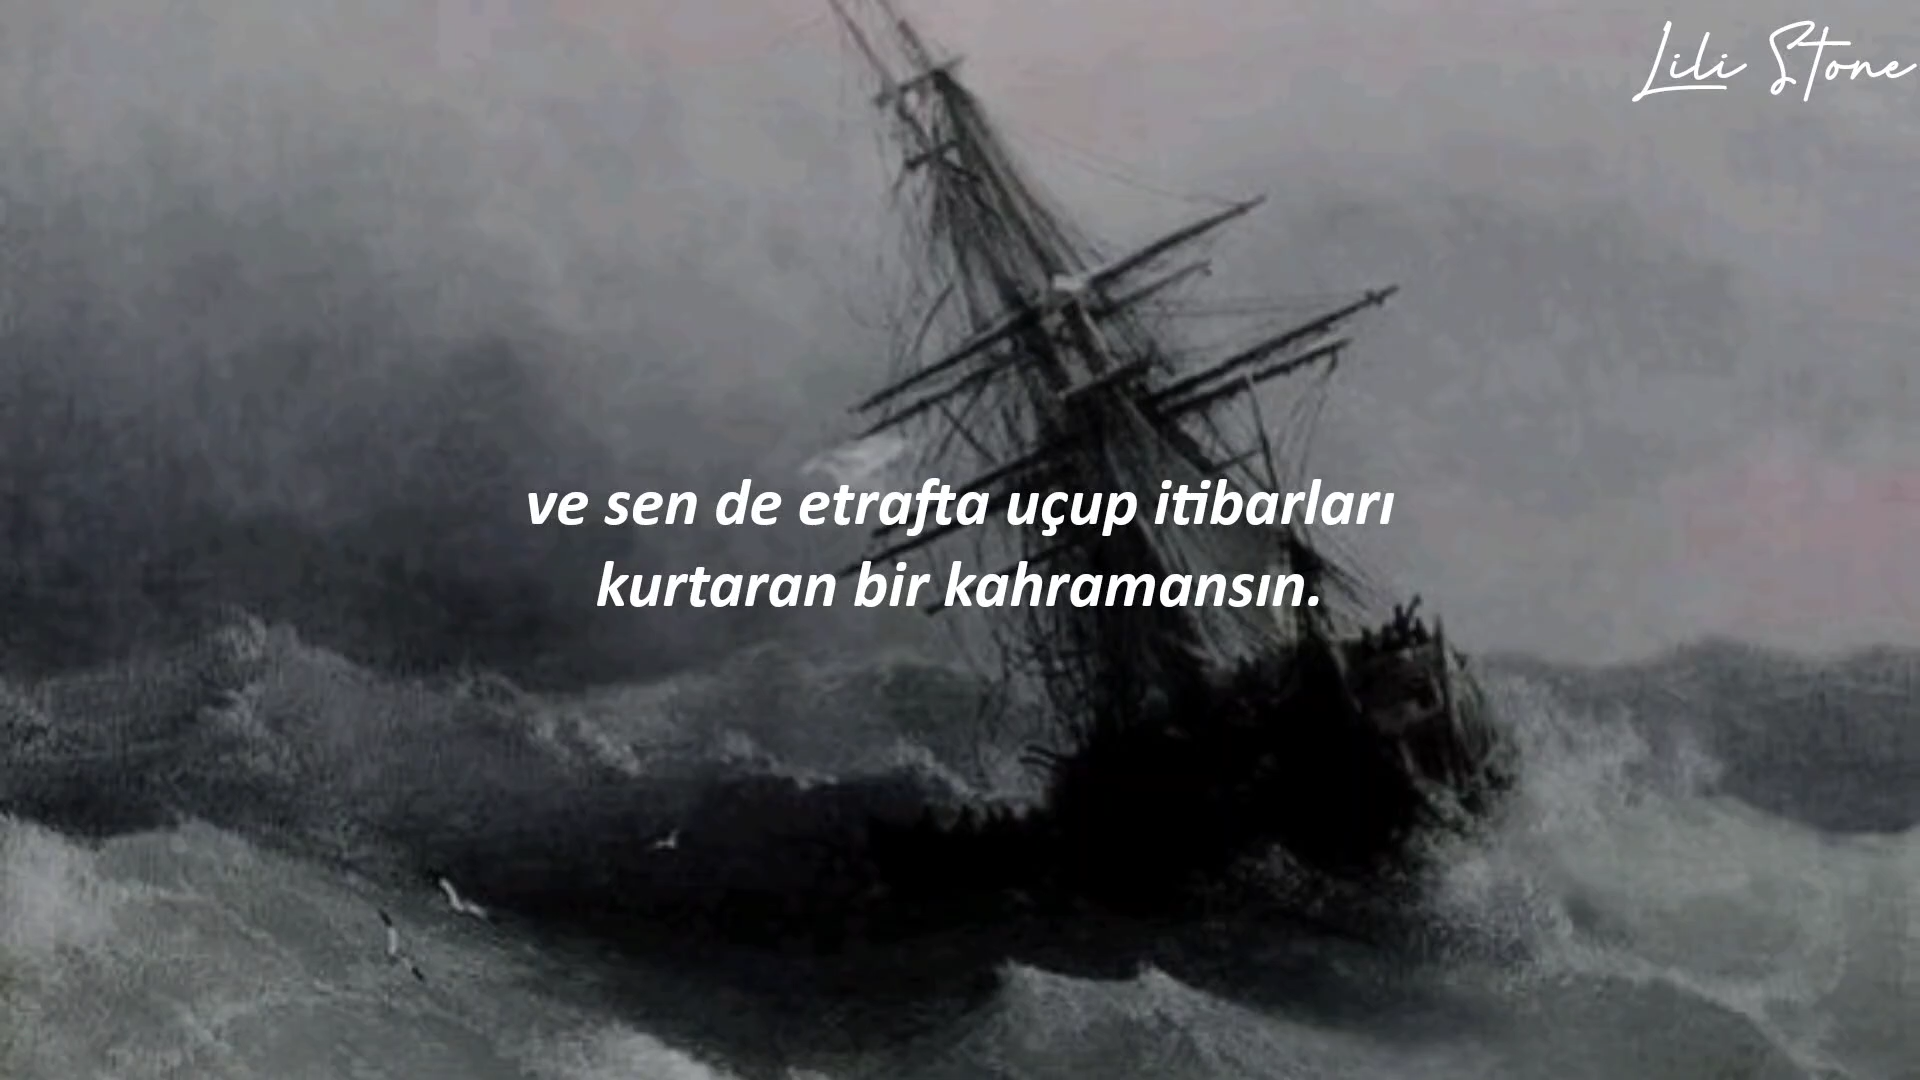 Lili Stone
ve sen de etrafta uçup itibarları
kurtaran bir kahramansın.